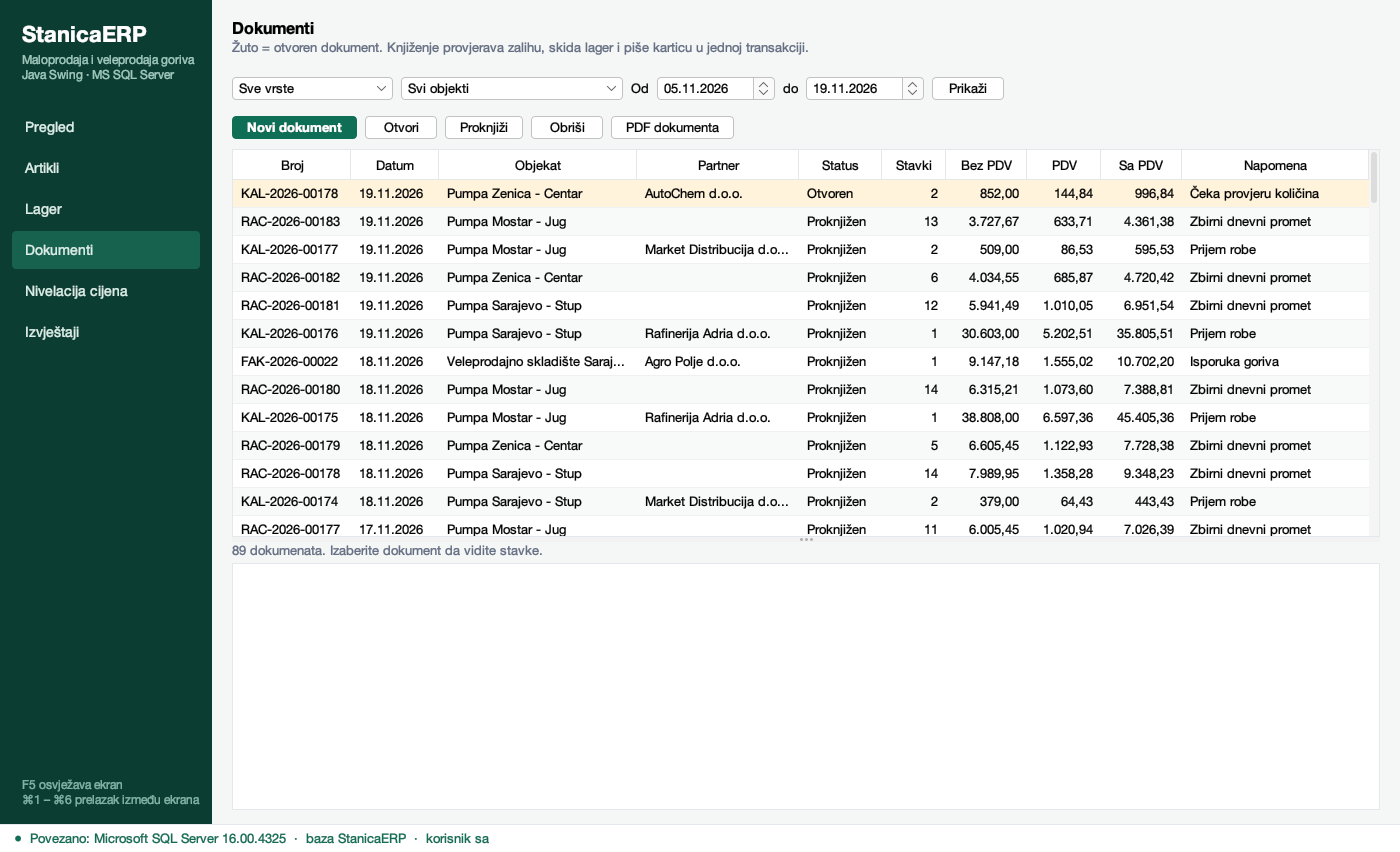 StanicaERP
Maloprodaja i veleprodaja goriva
Java Swing · MS SQL Server
Pregled
Artikli
Lager
Dokumenti
Nivelacija cijena
Izvještaji
F5 osvježava ekran
⌘1 – ⌘6 prelazak između ekrana
Dokumenti
Žuto = otvoren dokument. Knjiženje provjerava zalihu, skida lager i piše karticu u jednoj transakciji.
Sve vrste Svi objekti Od 05.11.2026 do 19.11.2026 Prikaži
Novi dokument Otvori Proknjiži Obriši PDF dokumenta
Broj Datum Objekat Partner Status Stavki Bez PDV PDV Sa PDV Napomena
KAL-2026-00178 19.11.2026 Pumpa Zenica - Centar AutoChem d.o.o. Otvoren 2 852,00 144,84 996,84 Čeka provjeru količina
RAC-2026-00183 19.11.2026 Pumpa Mostar - Jug Proknjižen 13 3.727,67 633,71 4.361,38 Zbirni dnevni promet
KAL-2026-00177 19.11.2026 Pumpa Mostar - Jug Market Distribucija d.o... Proknjižen 2 509,00 86,53 595,53 Prijem robe
RAC-2026-00182 19.11.2026 Pumpa Zenica - Centar Proknjižen 6 4.034,55 685,87 4.720,42 Zbirni dnevni promet
RAC-2026-00181 19.11.2026 Pumpa Sarajevo - Stup Proknjižen 12 5.941,49 1.010,05 6.951,54 Zbirni dnevni promet
KAL-2026-00176 19.11.2026 Pumpa Sarajevo - Stup Rafinerija Adria d.o.o. Proknjižen 1 30.603,00 5.202,51 35.805,51 Prijem robe
FAK-2026-00022 18.11.2026 Veleprodajno skladište Saraj... Agro Polje d.o.o. Proknjižen 1 9.147,18 1.555,02 10.702,20 Isporuka goriva
RAC-2026-00180 18.11.2026 Pumpa Mostar - Jug Proknjižen 14 6.315,21 1.073,60 7.388,81 Zbirni dnevni promet
KAL-2026-00175 18.11.2026 Pumpa Mostar - Jug Rafinerija Adria d.o.o. Proknjižen 1 38.808,00 6.597,36 45.405,36 Prijem robe
RAC-2026-00179 18.11.2026 Pumpa Zenica - Centar Proknjižen 5 6.605,45 1.122,93 7.728,38 Zbirni dnevni promet
RAC-2026-00178 18.11.2026 Pumpa Sarajevo - Stup Proknjižen 14 7.989,95 1.358,28 9.348,23 Zbirni dnevni promet
KAL-2026-00174 18.11.2026 Pumpa Sarajevo - Stup Market Distribucija d.o... Proknjižen 2 379,00 64,43 443,43 Prijem robe
RAC-2026-00177 17.11.2026 Pumpa Mostar - Jug Proknjižen 11 6.005,45 1.020,94 7.026,39 Zbirni dnevni promet
89 dokumenata. Izaberite dokument da vidite stavke.
Povezano: Microsoft SQL Server 16.00.4325 · baza StanicaERP · korisnik sa